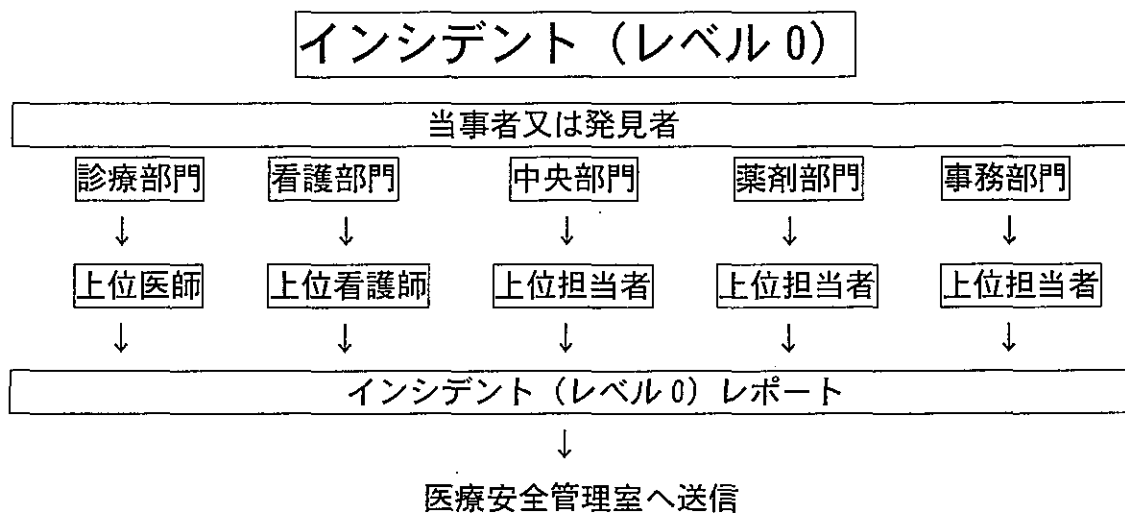 インシデント（レベル0）
当事者又は発見者
診療部門 看護部門 中央部門 薬剤部門 事務部門
↓ ↓ ↓ ↓ ↓
上位医師 上位看護師 上位担当者 上位担当者 上位担当者
↓ ↓ ↓ ↓ ↓
インシデント（レベル0）レポート
↓
医療安全管理室へ送信